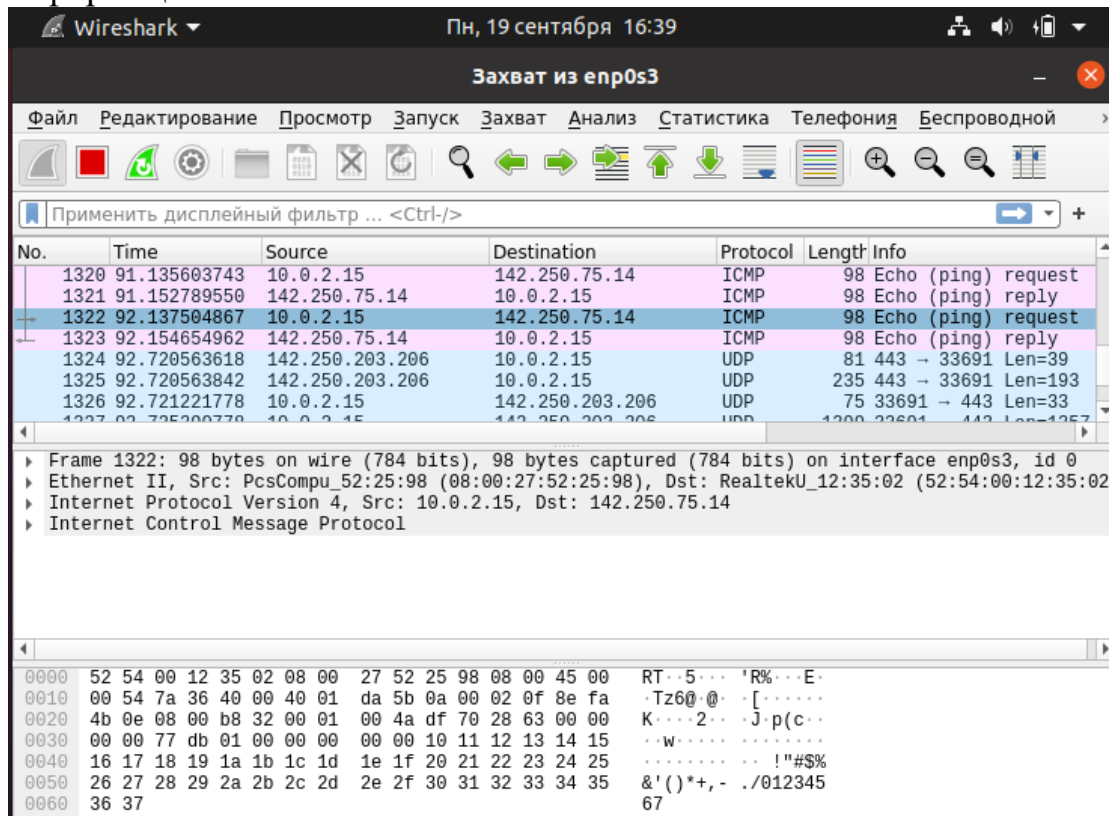 Wireshark Пн, 19 сентября 16:39
Захват из enp0s3
Файл Редактирование Просмотр Запуск Захват Анализ Статистика Телефония Беспроводной
Применить дисплейный фильтр ... <Ctrl-/>
No. Time Source Destination Protocol Length Info
1320 91.135603743 10.0.2.15 142.250.75.14 ICMP 98 Echo (ping) request
1321 91.152789550 142.250.75.14 10.0.2.15 ICMP 98 Echo (ping) reply
1322 92.137504867 10.0.2.15 142.250.75.14 ICMP 98 Echo (ping) request
1323 92.154654962 142.250.75.14 10.0.2.15 ICMP 98 Echo (ping) reply
1324 92.720563618 142.250.203.206 10.0.2.15 UDP 81 443 → 33691 Len=39
1325 92.720563842 142.250.203.206 10.0.2.15 UDP 235 443 → 33691 Len=193
1326 92.721221778 10.0.2.15 142.250.203.206 UDP 75 33691 → 443 Len=33
Frame 1322: 98 bytes on wire (784 bits), 98 bytes captured (784 bits) on interface enp0s3, id 0
Ethernet II, Src: PcsCompu_52:25:98 (08:00:27:52:25:98), Dst: RealtekU_12:35:02 (52:54:00:12:35:02
Internet Protocol Version 4, Src: 10.0.2.15, Dst: 142.250.75.14
Internet Control Message Protocol
0000 52 54 00 12 35 02 08 00 27 52 25 98 08 00 45 00 RT··5··· 'R%···E·
0010 00 54 7a 36 40 00 40 01 da 5b 0a 00 02 0f 8e fa ·Tz6@·@· ·[······
0020 4b 0e 08 00 b8 32 00 01 00 4a df 70 28 63 00 00 K····2·· ·J·p(c··
0030 00 00 77 db 01 00 00 00 00 00 10 11 12 13 14 15 ··w····· ········
0040 16 17 18 19 1a 1b 1c 1d 1e 1f 20 21 22 23 24 25 ········ ·· !"#$%
0050 26 27 28 29 2a 2b 2c 2d 2e 2f 30 31 32 33 34 35 &'()*+,- ./012345
0060 36 37 67